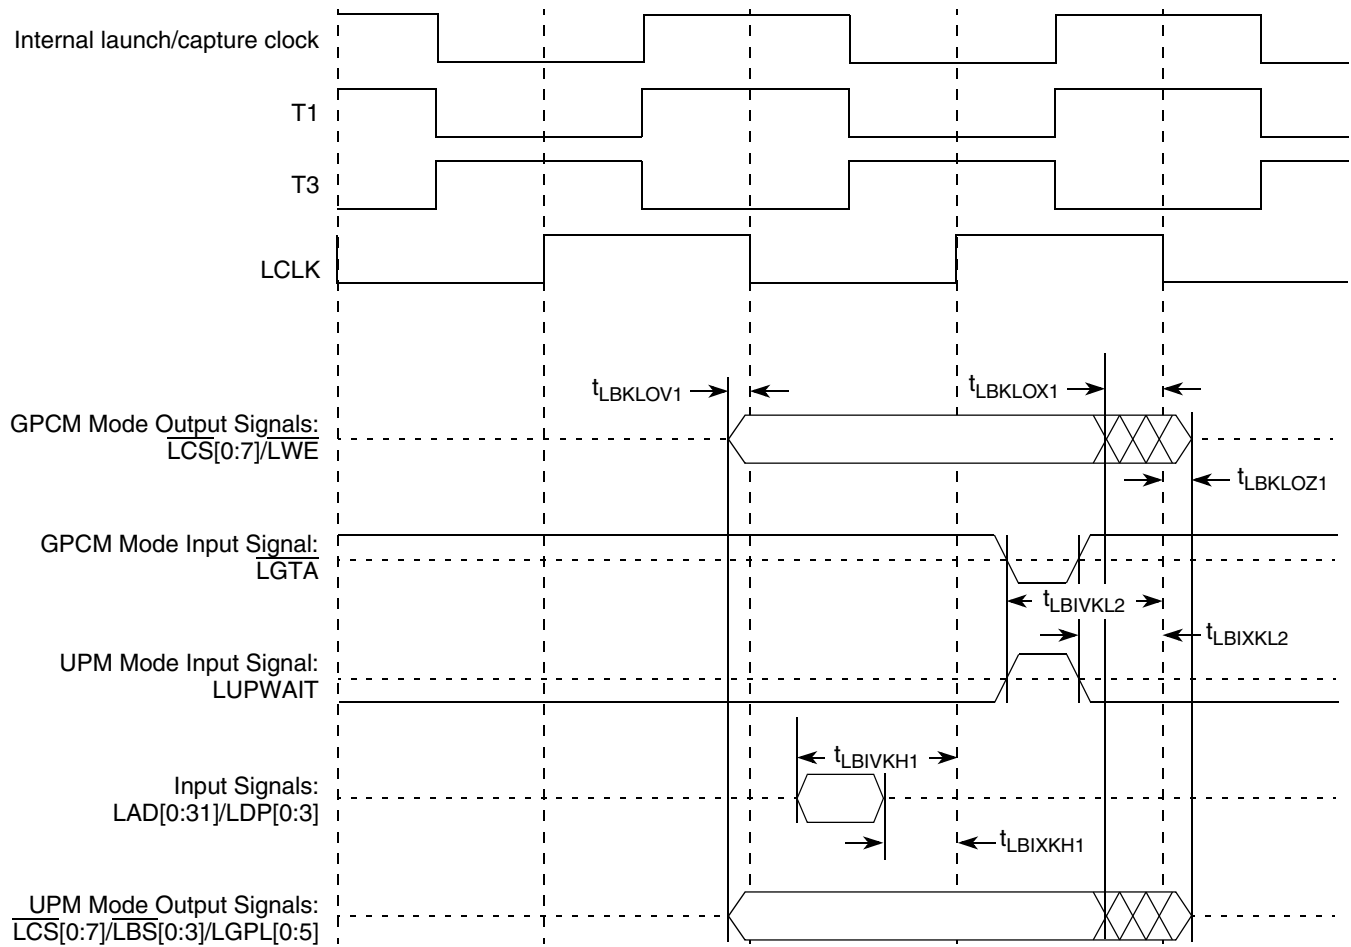 Internal launch/capture clock
T1
T3
LCLK
tLBKLOV1
tLBKLOX1
GPCM Mode Output Signals:
LCS[0:7]/LWE
tLBKLOZ1
GPCM Mode Input Signal:
LGTA
tLBIVKL2
tLBIXKL2
UPM Mode Input Signal:
LUPWAIT
tLBIVKH1
Input Signals:
LAD[0:31]/LDP[0:3]
tLBIXKH1
UPM Mode Output Signals:
LCS[0:7]/LBS[0:3]/LGPL[0:5]